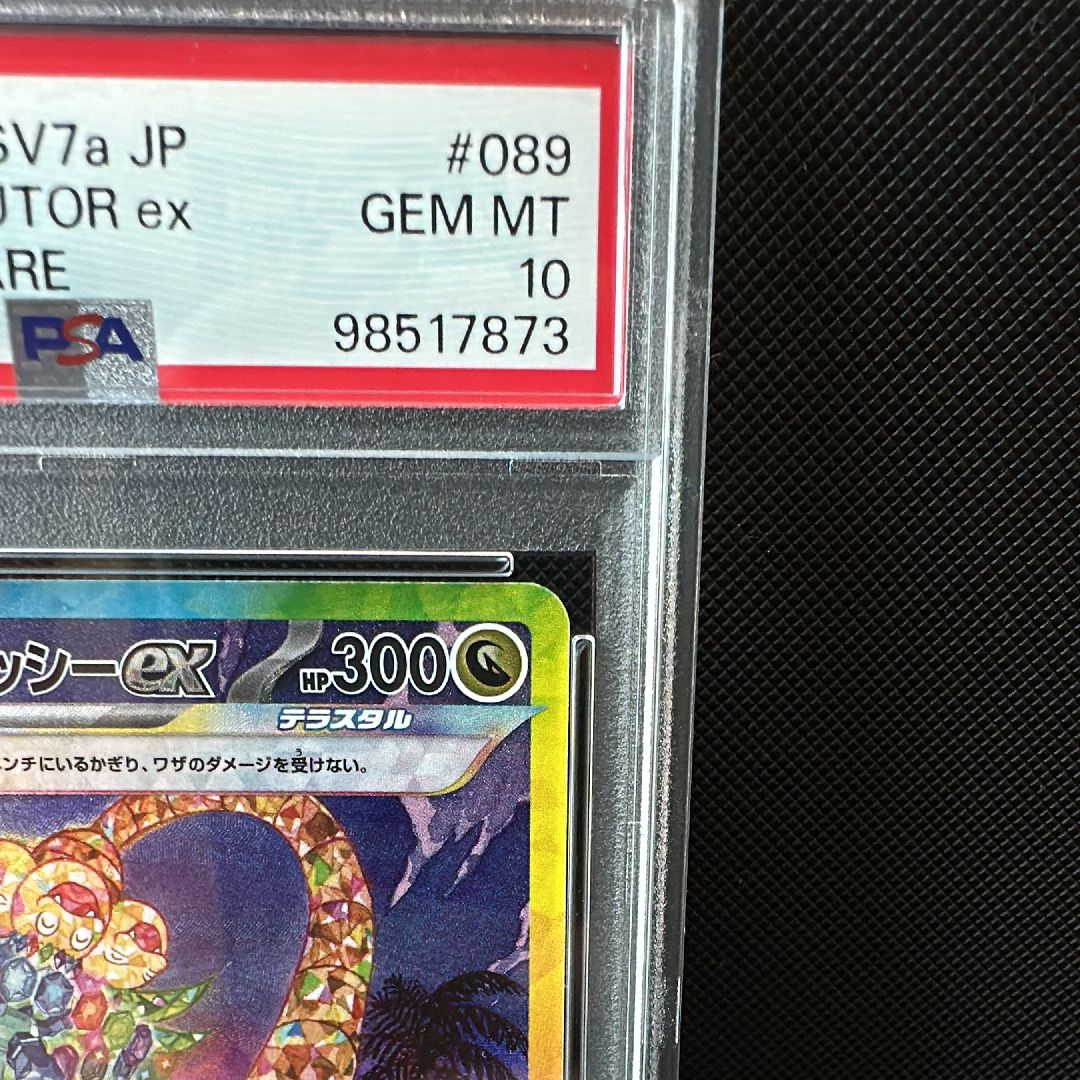 SV7a JP #089
UTOR ex GEM MT
ARE 10
PSA 98517873
ッシーex HP300
テラスタル
ンチにいるかぎり、ワザのダメージを受けない。